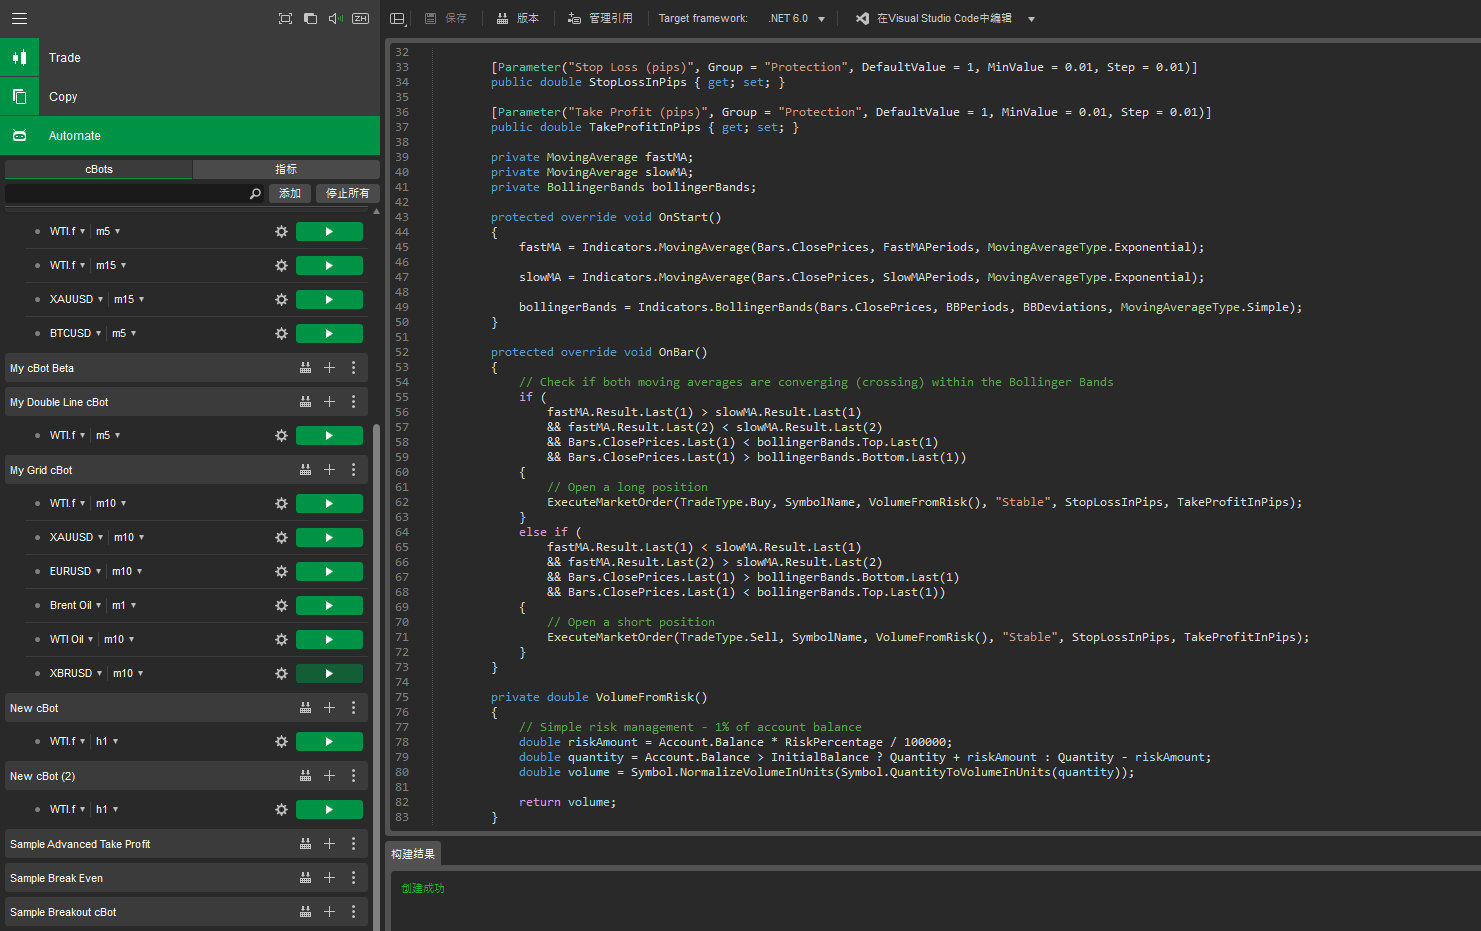 ZH
保存
版本
管理引用
Target framework:
.NET 6.0
在Visual Studio Code中编辑
Trade
Copy
Automate
cBots
指标
添加
停止所有
WTI.f m5
WTI.f m15
XAUUSD m15
BTCUSD m5
My cBot Beta
My Double Line cBot
WTI.f m5
My Grid cBot
WTI.f m10
XAUUSD m10
EURUSD m10
Brent Oil m1
WTI Oil m10
XBRUSD m10
New cBot
WTI.f h1
New cBot (2)
WTI.f h1
Sample Advanced Take Profit
Sample Break Even
Sample Breakout cBot
32
33 [Parameter("Stop Loss (pips)", Group = "Protection", DefaultValue = 1, MinValue = 0.01, Step = 0.01)]
34 public double StopLossInPips { get; set; }
35
36 [Parameter("Take Profit (pips)", Group = "Protection", DefaultValue = 1, MinValue = 0.01, Step = 0.01)]
37 public double TakeProfitInPips { get; set; }
38
39 private MovingAverage fastMA;
40 private MovingAverage slowMA;
41 private BollingerBands bollingerBands;
42
43 protected override void OnStart()
44 {
45 fastMA = Indicators.MovingAverage(Bars.ClosePrices, FastMAPeriods, MovingAverageType.Exponential);
46
47 slowMA = Indicators.MovingAverage(Bars.ClosePrices, SlowMAPeriods, MovingAverageType.Exponential);
48
49 bollingerBands = Indicators.BollingerBands(Bars.ClosePrices, BBPeriods, BBDeviations, MovingAverageType.Simple);
50 }
51
52 protected override void OnBar()
53 {
54 // Check if both moving averages are converging (crossing) within the Bollinger Bands
55 if (
56 fastMA.Result.Last(1) > slowMA.Result.Last(1)
57 && fastMA.Result.Last(2) < slowMA.Result.Last(2)
58 && Bars.ClosePrices.Last(1) < bollingerBands.Top.Last(1)
59 && Bars.ClosePrices.Last(1) > bollingerBands.Bottom.Last(1))
60 {
61 // Open a long position
62 ExecuteMarketOrder(TradeType.Buy, SymbolName, VolumeFromRisk(), "Stable", StopLossInPips, TakeProfitInPips);
63 }
64 else if (
65 fastMA.Result.Last(1) < slowMA.Result.Last(1)
66 && fastMA.Result.Last(2) > slowMA.Result.Last(2)
67 && Bars.ClosePrices.Last(1) > bollingerBands.Bottom.Last(1)
68 && Bars.ClosePrices.Last(1) < bollingerBands.Top.Last(1))
69 {
70 // Open a short position
71 ExecuteMarketOrder(TradeType.Sell, SymbolName, VolumeFromRisk(), "Stable", StopLossInPips, TakeProfitInPips);
72 }
73 }
74
75 private double VolumeFromRisk()
76 {
77 // Simple risk management - 1% of account balance
78 double riskAmount = Account.Balance * RiskPercentage / 100000;
79 double quantity = Account.Balance > InitialBalance ? Quantity + riskAmount : Quantity - riskAmount;
80 double volume = Symbol.NormalizeVolumeInUnits(Symbol.QuantityToVolumeInUnits(quantity));
81
82 return volume;
83 }
构建结果
创建成功